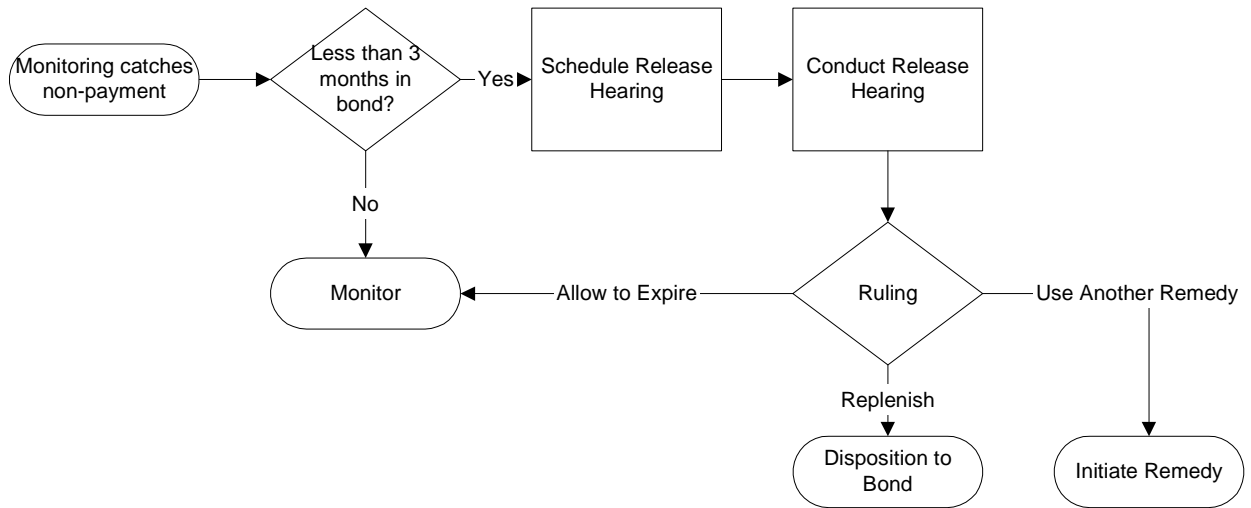 Monitoring catches
non-payment
Less than 3
months in
bond?
Yes
Schedule Release
Hearing
Conduct Release
Hearing
No
Monitor
Allow to Expire
Ruling
Use Another Remedy
Replenish
Disposition to
Bond
Initiate Remedy